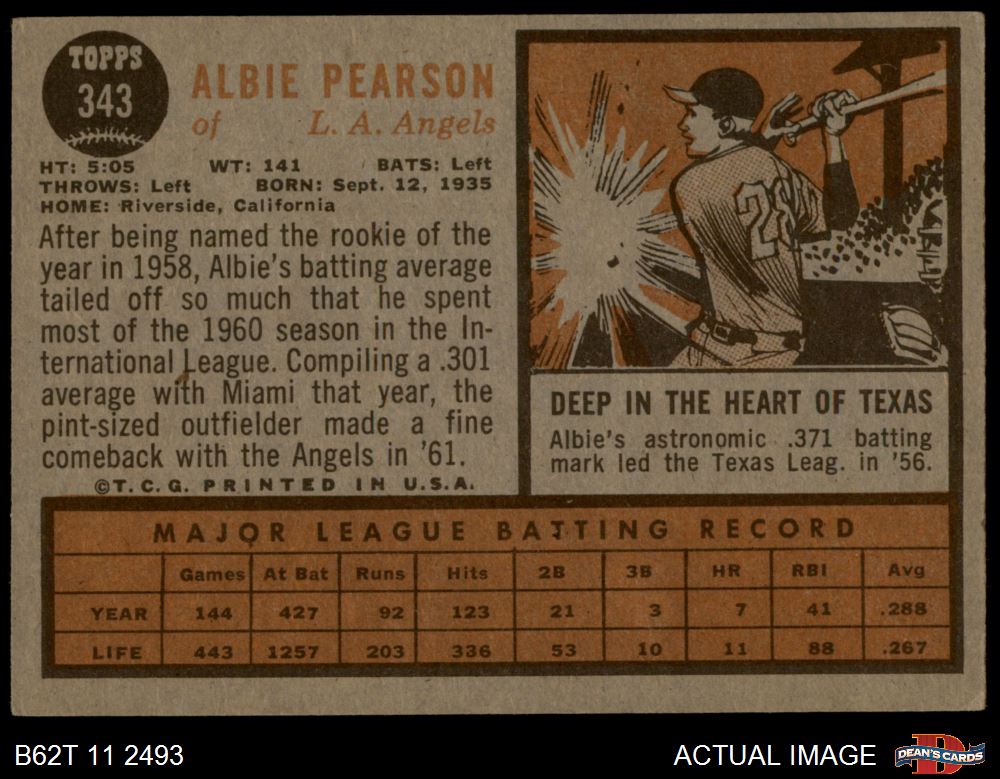 TOPPS
343
ALBIE PEARSON
of L. A. Angels
HT: 5:05 WT: 141 BATS: Left
THROWS: Left BORN: Sept. 12, 1935
HOME: Riverside, California
After being named the rookie of the
year in 1958, Albie's batting average
tailed off so much that he spent
most of the 1960 season in the In-
ternational League. Compiling a .301
average with Miami that year, the
pint-sized outfielder made a fine
comeback with the Angels in '61.
©T. C. G. PRINTED IN U.S.A.
DEEP IN THE HEART OF TEXAS
Albie's astronomic .371 batting
mark led the Texas Leag. in '56.
MAJOR LEAGUE BATTING RECORD
Games At Bat Runs Hits 2B 3B HR RBI Avg
YEAR 144 427 92 123 21 3 7 41 .288
LIFE 443 1257 203 336 53 10 11 88 .267
B62T 11 2493
ACTUAL IMAGE
DEAN'S CARDS